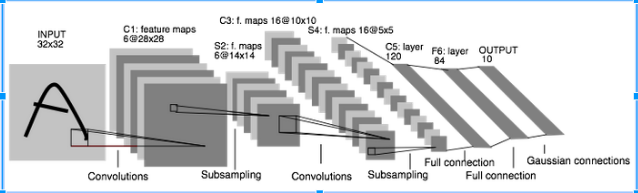 INPUT
32x32
C1: feature maps
6@28x28
C3: f. maps 16@10x10
S2: f. maps
6@14x14
S4: f. maps 16@5x5
C5: layer
120
F6: layer
84
OUTPUT
10
A
Convolutions
Subsampling
Convolutions
Subsampling
Full connection
Full connection
Gaussian connections